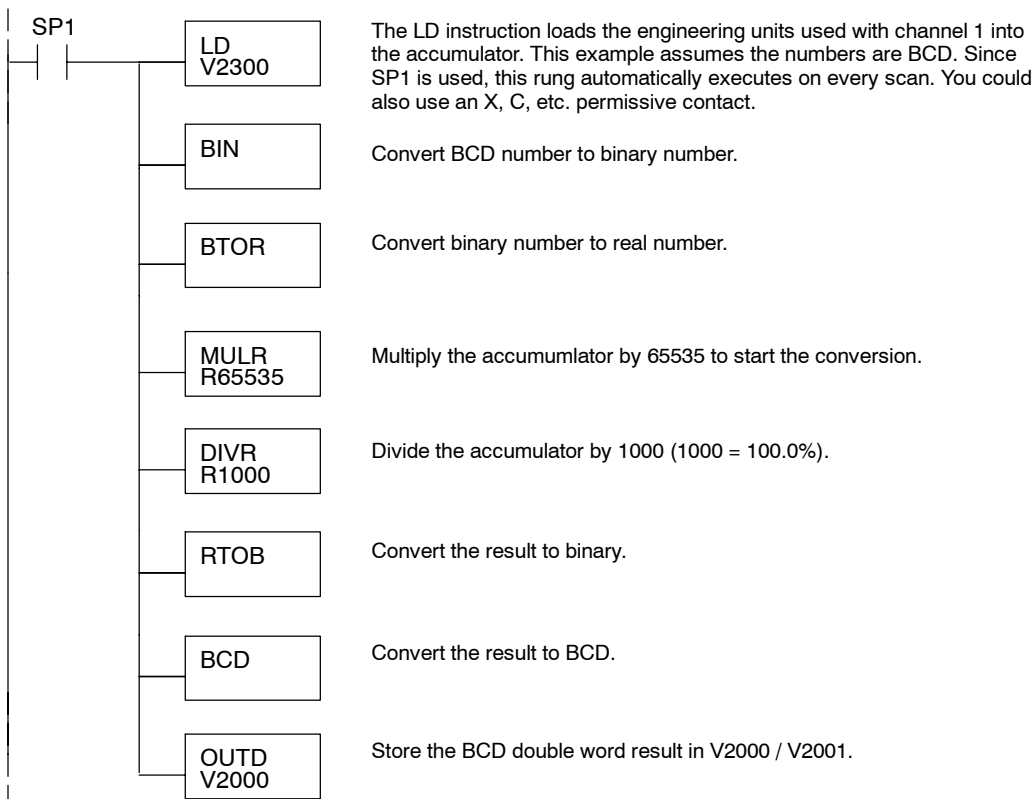 SP1
LD
V2300
The LD instruction loads the engineering units used with channel 1 into
the accumulator. This example assumes the numbers are BCD. Since
SP1 is used, this rung automatically executes on every scan. You could
also use an X, C, etc. permissive contact.
BIN
Convert BCD number to binary number.
BTOR
Convert binary number to real number.
MULR
R65535
Multiply the accumumlator by 65535 to start the conversion.
DIVR
R1000
Divide the accumulator by 1000 (1000 = 100.0%).
RTOB
Convert the result to binary.
BCD
Convert the result to BCD.
OUTD
V2000
Store the BCD double word result in V2000 / V2001.